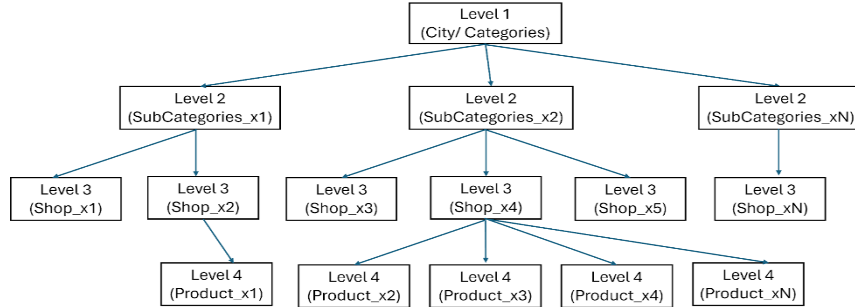 Level 1
(City/ Categories)
Level 2
(SubCategories_x1)
Level 2
(SubCategories_x2)
Level 2
(SubCategories_xN)
Level 3
(Shop_x1)
Level 3
(Shop_x2)
Level 3
(Shop_x3)
Level 3
(Shop_x4)
Level 3
(Shop_x5)
Level 3
(Shop_xN)
Level 4
(Product_x1)
Level 4
(Product_x2)
Level 4
(Product_x3)
Level 4
(Product_x4)
Level 4
(Product_xN)